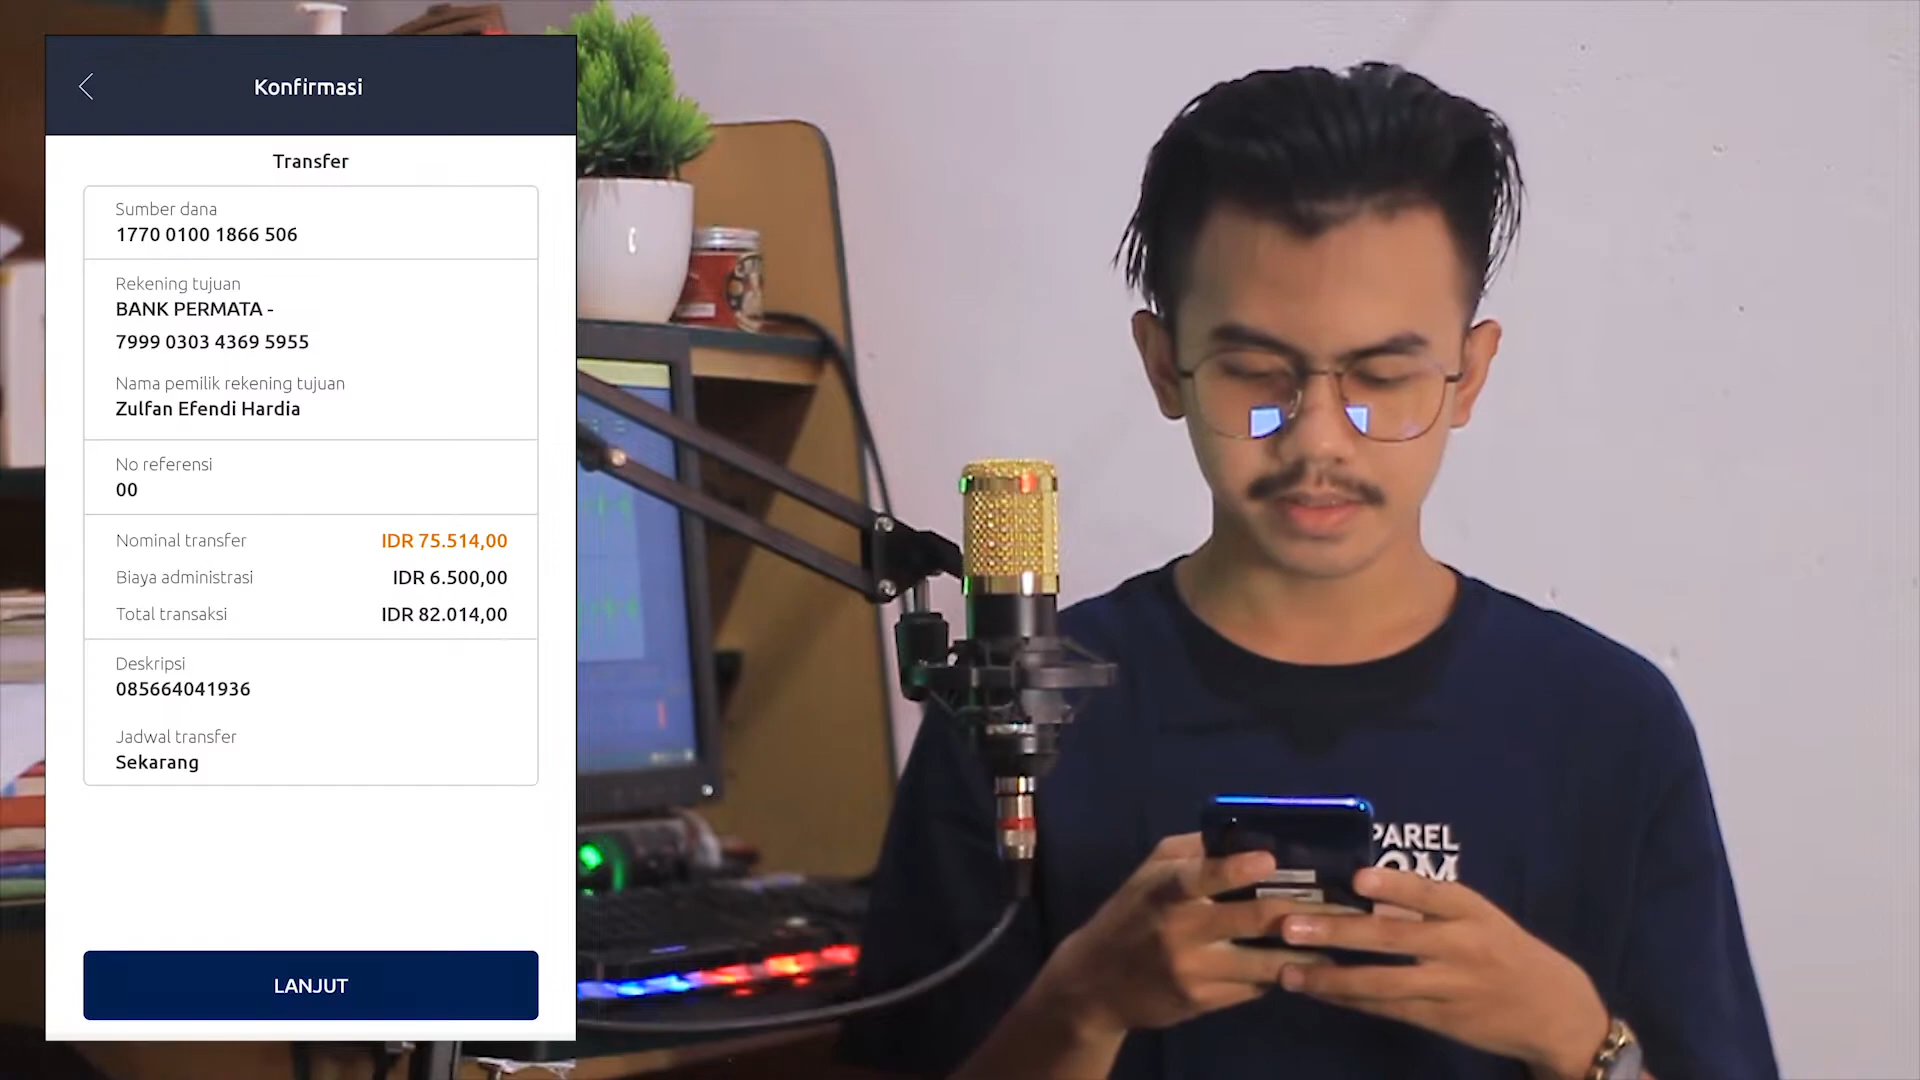 Konfirmasi
Transfer
Sumber dana
1770 0100 1866 506
Rekening tujuan
BANK PERMATA -
7999 0303 4369 5955
Nama pemilik rekening tujuan
Zulfan Efendi Hardia
No referensi
00
Nominal transfer IDR 75.514,00
Biaya administrasi IDR 6.500,00
Total transaksi IDR 82.014,00
Deskripsi
085664041936
Jadwal transfer
Sekarang
LANJUT
PAREL